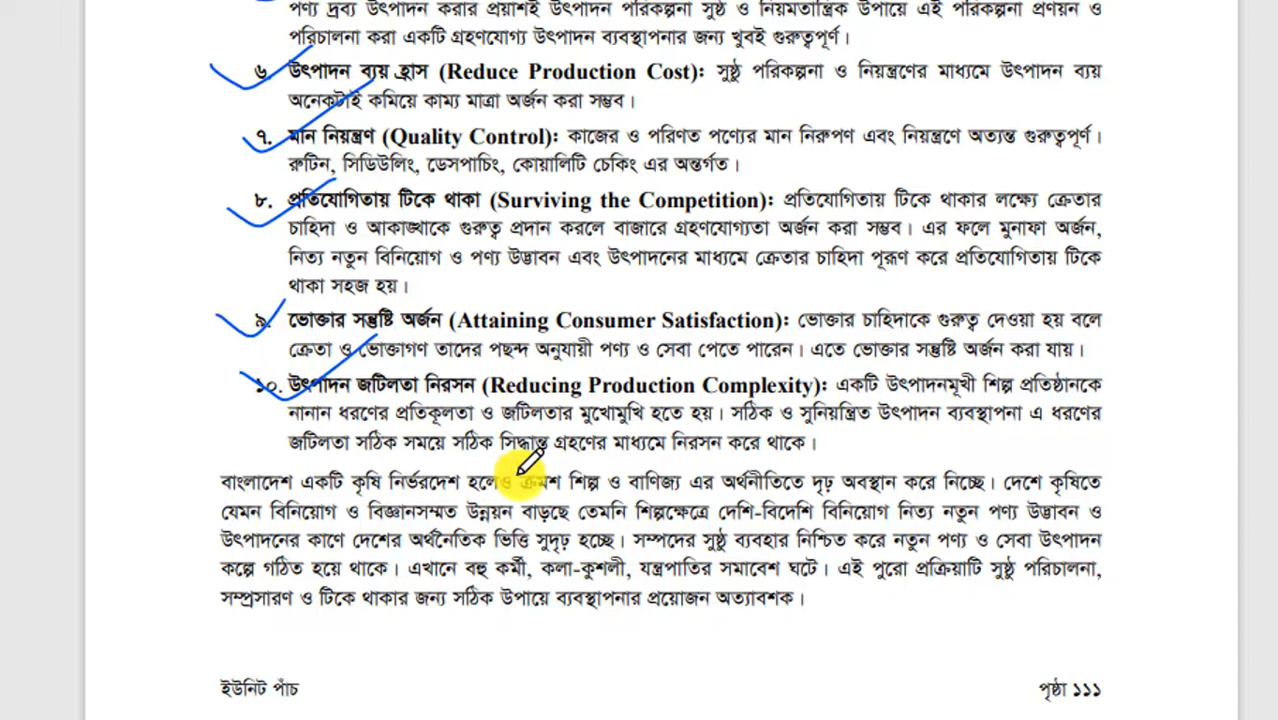 পণ্য দ্রব্য উৎপাদন করার প্রয়াশই উৎপাদন পরিকল্পনা সুষ্ঠ ও নিয়মতান্ত্রিক উপায়ে এই পরিকল্পনা প্রণয়ন ও
পরিচালনা করা একটি গ্রহণযোগ্য উৎপাদন ব্যবস্থাপনার জন্য খুবই গুরুত্বপূর্ণ।
৬. উৎপাদন ব্যয় হ্রাস (Reduce Production Cost): সুষ্ঠু পরিকল্পনা ও নিয়ন্ত্রণের মাধ্যমে উৎপাদন ব্যয়
অনেকটাই কমিয়ে কাম্য মাত্রা অর্জন করা সম্ভব।
৭. মান নিয়ন্ত্রণ (Quality Control): কাজের ও পরিণত পণ্যের মান নিরুপণ এবং নিয়ন্ত্রণে অত্যন্ত গুরুত্বপূর্ণ।
রুটিন, সিডিউলিং, ডেসপাচিং, কোয়ালিটি চেকিং এর অন্তর্গত।
৮. প্রতিযোগিতায় টিকে থাকা (Surviving the Competition): প্রতিযোগিতায় টিকে থাকার লক্ষ্যে ক্রেতার
চাহিদা ও আকাঙ্খাকে গুরুত্ব প্রদান করলে বাজারে গ্রহণযোগ্যতা অর্জন করা সম্ভব। এর ফলে মুনাফা অর্জন,
নিত্য নতুন বিনিয়োগ ও পণ্য উদ্ভাবন এবং উৎপাদনের মাধ্যমে ক্রেতার চাহিদা পূরূণ করে প্রতিযোগিতায় টিকে
থাকা সহজ হয়।
৯. ভোক্তার সন্তুষ্টি অর্জন (Attaining Consumer Satisfaction): ভোক্তার চাহিদাকে গুরুত্ব দেওয়া হয় বলে
ক্রেতা ও ভোক্তাগণ তাদের পছন্দ অনুযায়ী পণ্য ও সেবা পেতে পারেন। এতে ভোক্তার সন্তুষ্টি অর্জন করা যায়।
১০. উৎপাদন জটিলতা নিরসন (Reducing Production Complexity): একটি উৎপাদনমূখী শিল্প প্রতিষ্ঠানকে
নানান ধরণের প্রতিকূলতা ও জটিলতার মুখোমুখি হতে হয়। সঠিক ও সুনিয়ন্ত্রিত উৎপাদন ব্যবস্থাপনা এ ধরণের
জটিলতা সঠিক সময়ে সঠিক সিদ্ধান্ত গ্রহণের মাধ্যমে নিরসন করে থাকে।
বাংলাদেশ একটি কৃষি নির্ভরদেশ হলেও ক্রমশ শিল্প ও বাণিজ্য এর অর্থনীতিতে দৃঢ় অবস্থান করে নিচ্ছে। দেশে কৃষিতে
যেমন বিনিয়োগ ও বিজ্ঞানসম্মত উন্নয়ন বাড়ছে তেমনি শিল্পক্ষেত্রে দেশি-বিদেশি বিনিয়োগ নিত্য নতুন পণ্য উদ্ভাবন ও
উৎপাদনের কাণে দেশের অর্থনৈতিক ভিত্তি সুদৃঢ় হচ্ছে। সম্পদের সুষ্ঠু ব্যবহার নিশ্চিত করে নতুন পণ্য ও সেবা উৎপাদন
কল্পে গঠিত হয়ে থাকে। এখানে বহু কর্মী, কলা-কুশলী, যন্ত্রপাতির সমাবেশ ঘটে। এই পুরো প্রক্রিয়াটি সুষ্ঠু পরিচালনা,
সম্প্রসারণ ও টিকে থাকার জন্য সঠিক উপায়ে ব্যবস্থাপনার প্রয়োজন অত্যাবশক।
ইউনিট পাঁচ
পৃষ্ঠা ১১১